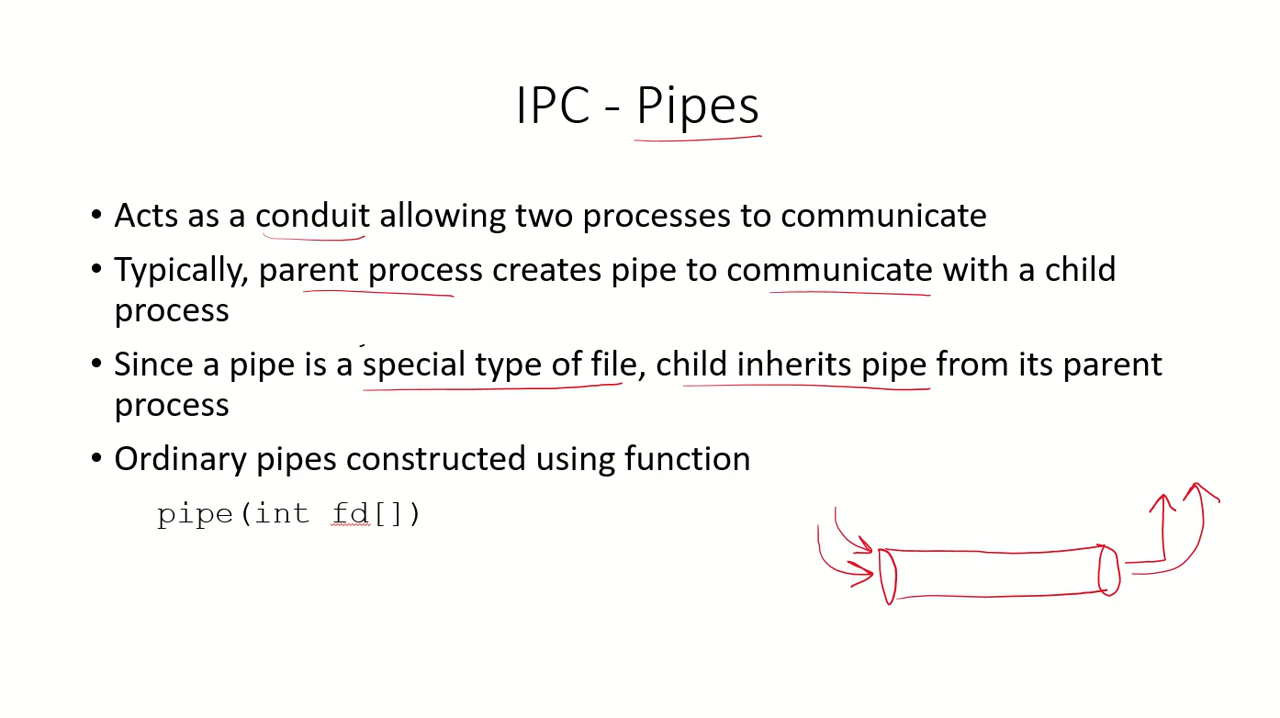 IPC - Pipes
• Acts as a conduit allowing two processes to communicate
• Typically, parent process creates pipe to communicate with a child
process
• Since a pipe is a special type of file, child inherits pipe from its parent
process
• Ordinary pipes constructed using function
pipe(int fd[])